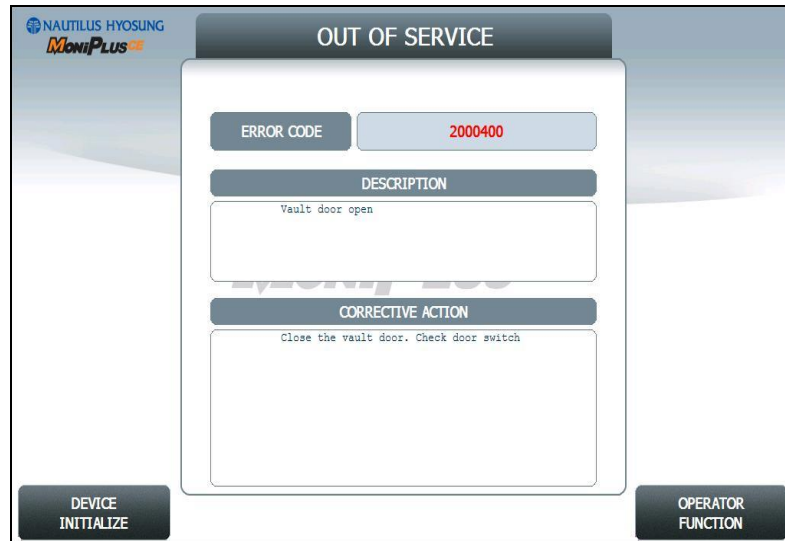 NAUTILUS HYOSUNG
MoniPlusCE
OUT OF SERVICE
ERROR CODE
2000400
DESCRIPTION
Vault door open
MoniPlus
CORRECTIVE ACTION
Close the vault door. Check door switch
DEVICE
INITIALIZE
OPERATOR
FUNCTION